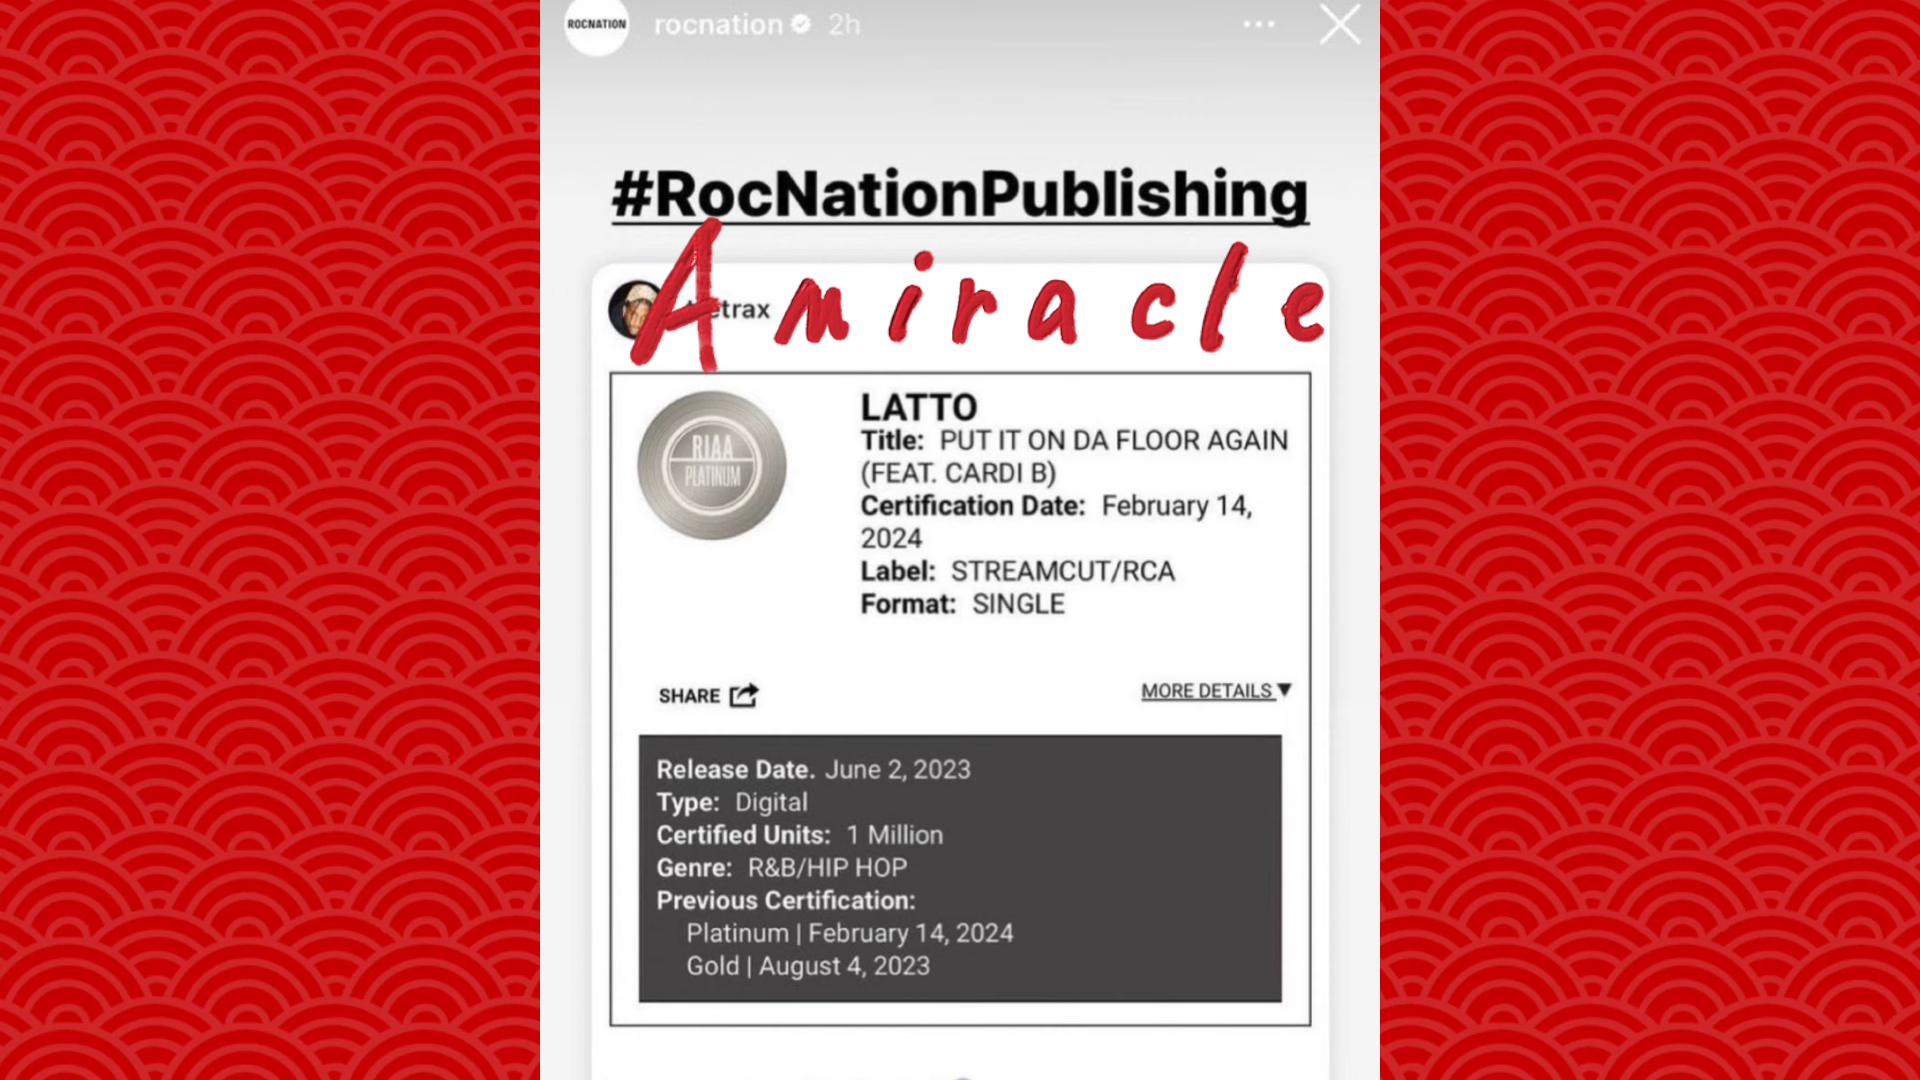 ROCNATION rocnation 2h
#RocNationPublishing
A miracle
trax
RIAA
PLATINUM
LATTO
Title: PUT IT ON DA FLOOR AGAIN
(FEAT. CARDI B)
Certification Date: February 14,
2024
Label: STREAMCUT/RCA
Format: SINGLE
SHARE
MORE DETAILS
Release Date. June 2, 2023
Type: Digital
Certified Units: 1 Million
Genre: R&B/HIP HOP
Previous Certification:
Platinum | February 14, 2024
Gold | August 4, 2023